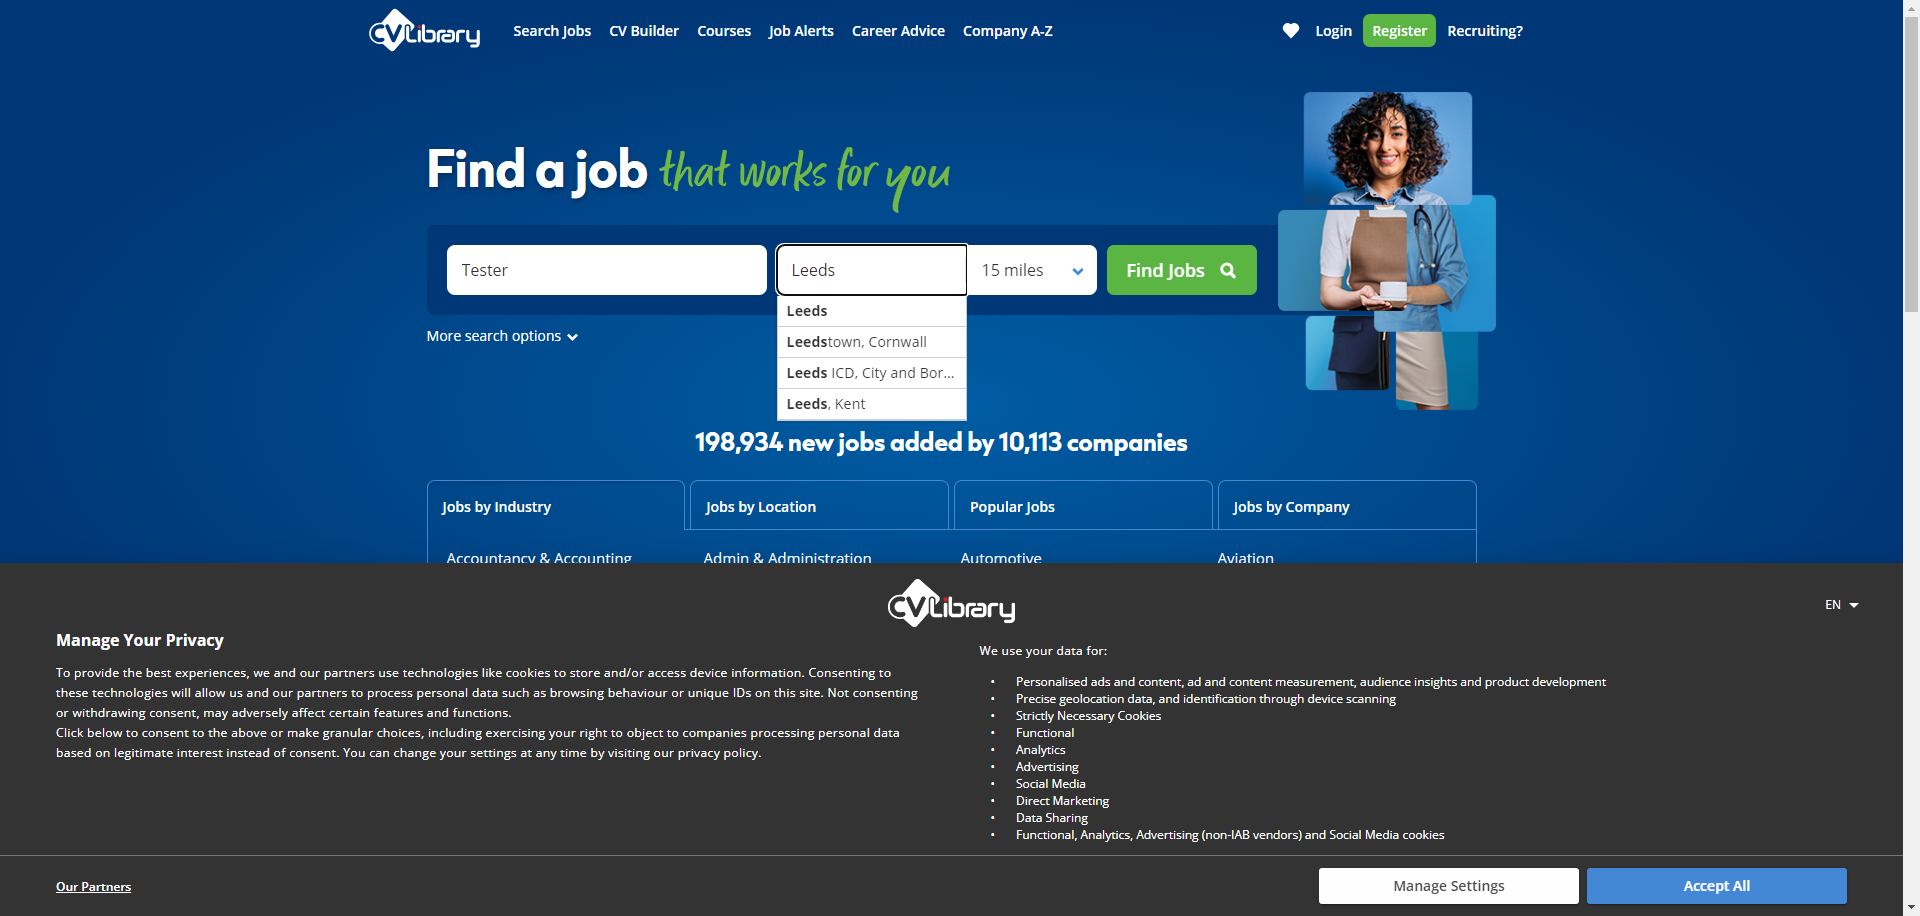 CVLibrary
Search Jobs
CV Builder
Courses
Job Alerts
Career Advice
Company A-Z
Login
Register
Recruiting?
Find a job that works for you
Tester
Leeds
15 miles
Find Jobs
Leeds
Leedstown, Cornwall
Leeds ICD, City and Bor...
Leeds, Kent
More search options
198,934 new jobs added by 10,113 companies
Jobs by Industry
Jobs by Location
Popular Jobs
Jobs by Company
Accountancy & Accounting
Admin & Administration
Automotive
Aviation
CVLibrary
EN
Manage Your Privacy
To provide the best experiences, we and our partners use technologies like cookies to store and/or access device information. Consenting to
these technologies will allow us and our partners to process personal data such as browsing behaviour or unique IDs on this site. Not consenting
or withdrawing consent, may adversely affect certain features and functions.
Click below to consent to the above or make granular choices, including exercising your right to object to companies processing personal data
based on legitimate interest instead of consent. You can change your settings at any time by visiting our privacy policy.
We use your data for:
• Personalised ads and content, ad and content measurement, audience insights and product development
• Precise geolocation data, and identification through device scanning
• Strictly Necessary Cookies
• Functional
• Analytics
• Advertising
• Social Media
• Direct Marketing
• Data Sharing
• Functional, Analytics, Advertising (non-IAB vendors) and Social Media cookies
Our Partners
Manage Settings
Accept All